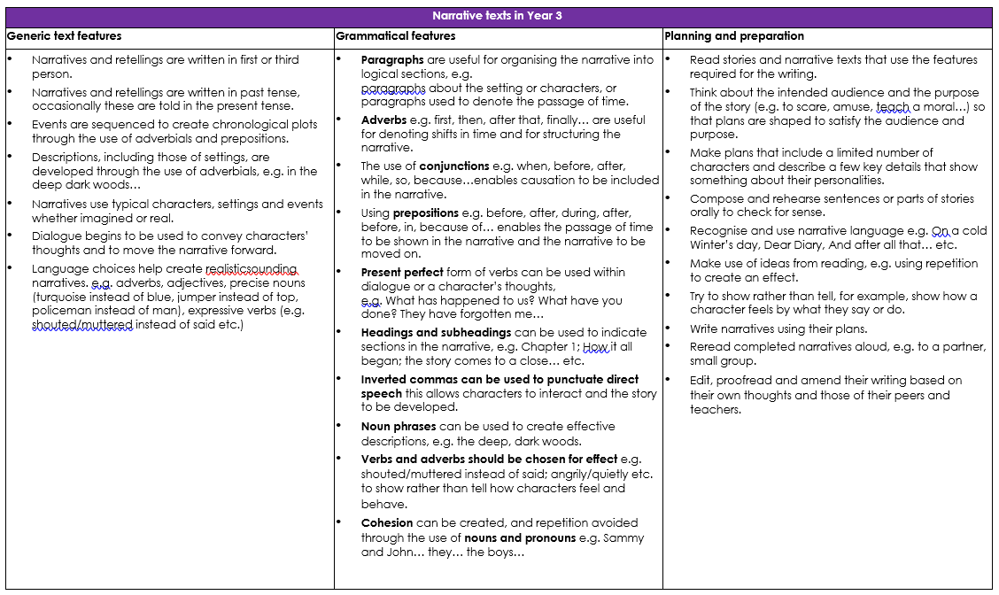 Narrative texts in Year 3
Generic text features
• Narratives and retellings are written in first or third
person.
• Narratives and retellings are written in past tense,
occasionally these are told in the present tense.
• Events are sequenced to create chronological plots
through the use of adverbials and prepositions.
• Descriptions, including those of settings, are
developed through the use of adverbials, e.g. in the
deep dark woods…
• Narratives use typical characters, settings and events
whether imagined or real.
• Dialogue begins to be used to convey characters’
thoughts and to move the narrative forward.
• Language choices help create realisticsounding
narratives. e.g. adverbs, adjectives, precise nouns
(turquoise instead of blue, jumper instead of top,
policeman instead of man), expressive verbs (e.g.
shouted/muttered instead of said etc.)
Grammatical features
• Paragraphs are useful for organising the narrative into
logical sections, e.g.
paragraphs about the setting or characters, or
paragraphs used to denote the passage of time.
• Adverbs e.g. first, then, after that, finally… are useful
for denoting shifts in time and for structuring the
narrative.
• The use of conjunctions e.g. when, before, after,
while, so, because…enables causation to be included
in the narrative.
• Using prepositions e.g. before, after, during, after,
before, in, because of… enables the passage of time
to be shown in the narrative and the narrative to be
moved on.
• Present perfect form of verbs can be used within
dialogue or a character’s thoughts,
e.g. What has happened to us? What have you
done? They have forgotten me…
• Headings and subheadings can be used to indicate
sections in the narrative, e.g. Chapter 1; How it all
began; the story comes to a close… etc.
• Inverted commas can be used to punctuate direct
speech this allows characters to interact and the story
to be developed.
• Noun phrases can be used to create effective
descriptions, e.g. the deep, dark woods.
• Verbs and adverbs should be chosen for effect e.g.
shouted/muttered instead of said; angrily/quietly etc.
to show rather than tell how characters feel and
behave.
• Cohesion can be created, and repetition avoided
through the use of nouns and pronouns e.g. Sammy
and John… they… the boys…
Planning and preparation
• Read stories and narrative texts that use the features
required for the writing.
• Think about the intended audience and the purpose
of the story (e.g. to scare, amuse, teach a moral…) so
that plans are shaped to satisfy the audience and
purpose.
• Make plans that include a limited number of
characters and describe a few key details that show
something about their personalities.
• Compose and rehearse sentences or parts of stories
orally to check for sense.
• Recognise and use narrative language e.g. On a cold
Winter’s day, Dear Diary, And after all that… etc.
• Make use of ideas from reading, e.g. using repetition
to create an effect.
• Try to show rather than tell, for example, show how a
character feels by what they say or do.
• Write narratives using their plans.
• Reread completed narratives aloud, e.g. to a partner,
small group.
• Edit, proofread and amend their writing based on
their own thoughts and those of their peers and
teachers.